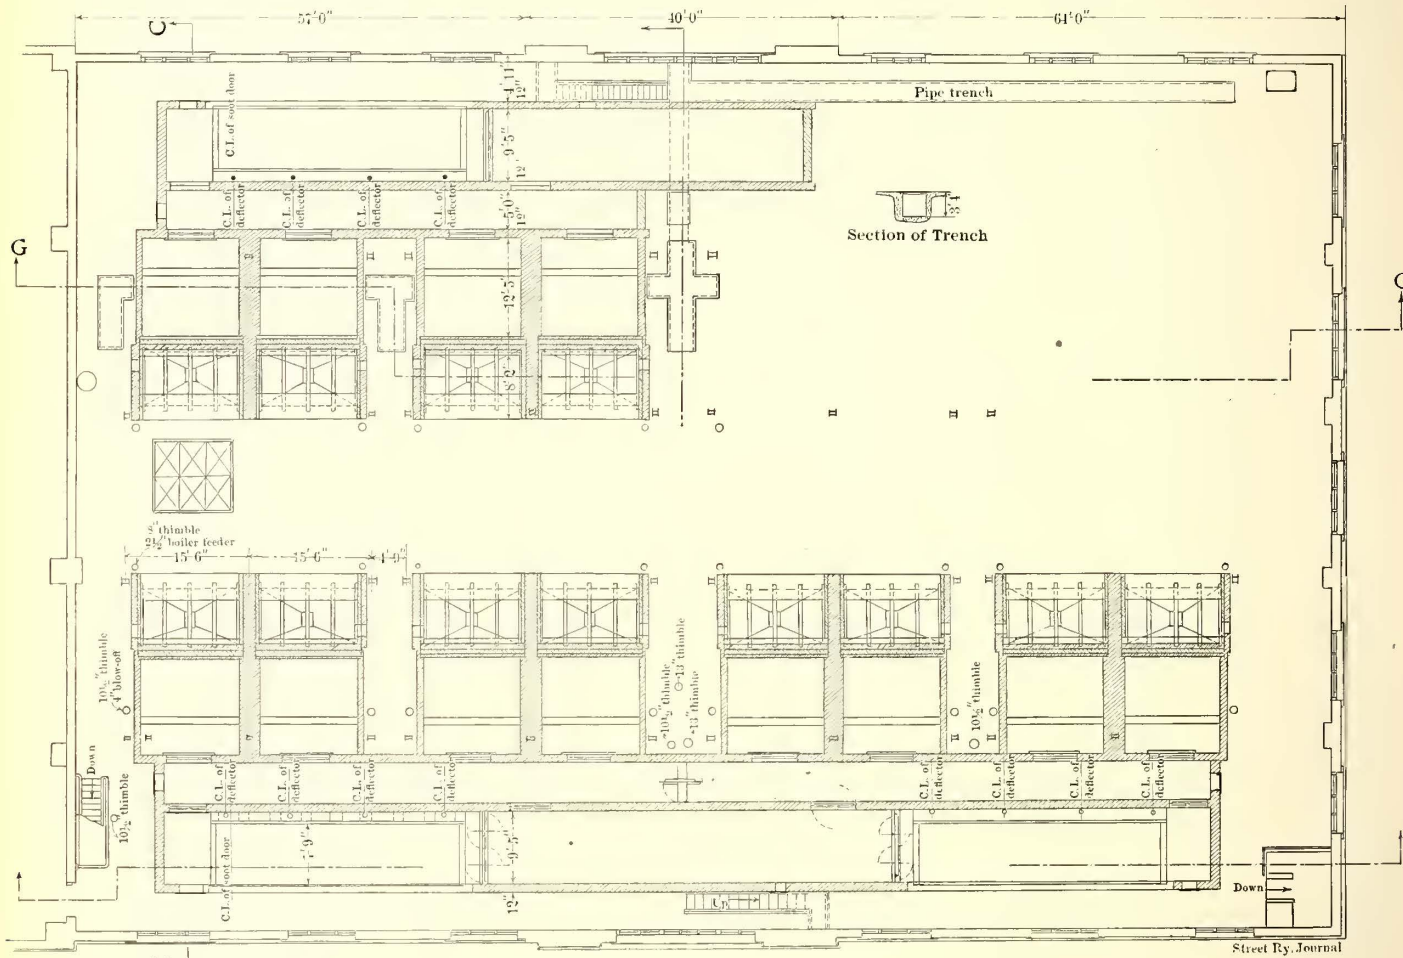 57'0"
40'0"
64'0"
C
4'11"
12"
Pipe trench
C.L. of soot door
9'5"
12"
C.L. of deflector
C.L. of deflector
C.L. of deflector
C.L. of deflector
5'0"
12"
3'4
Section of Trench
G
12'5"
8'2"
8" thimble
2½" boiler feeder
15'6"
15'6"
4'9"
10½" thimble
4" blow-off
13" thimble
10½" thimble
13" thimble
10½" thimble
Down
10½" thimble
C.L. of deflector
C.L. of deflector
C.L. of deflector
C.L. of deflector
C.L. of deflector
C.L. of deflector
C.L. of deflector
C.L. of deflector
7'9"
9'5"
C.L. of soot door
12"
Up
Down
Street Ry. Journal